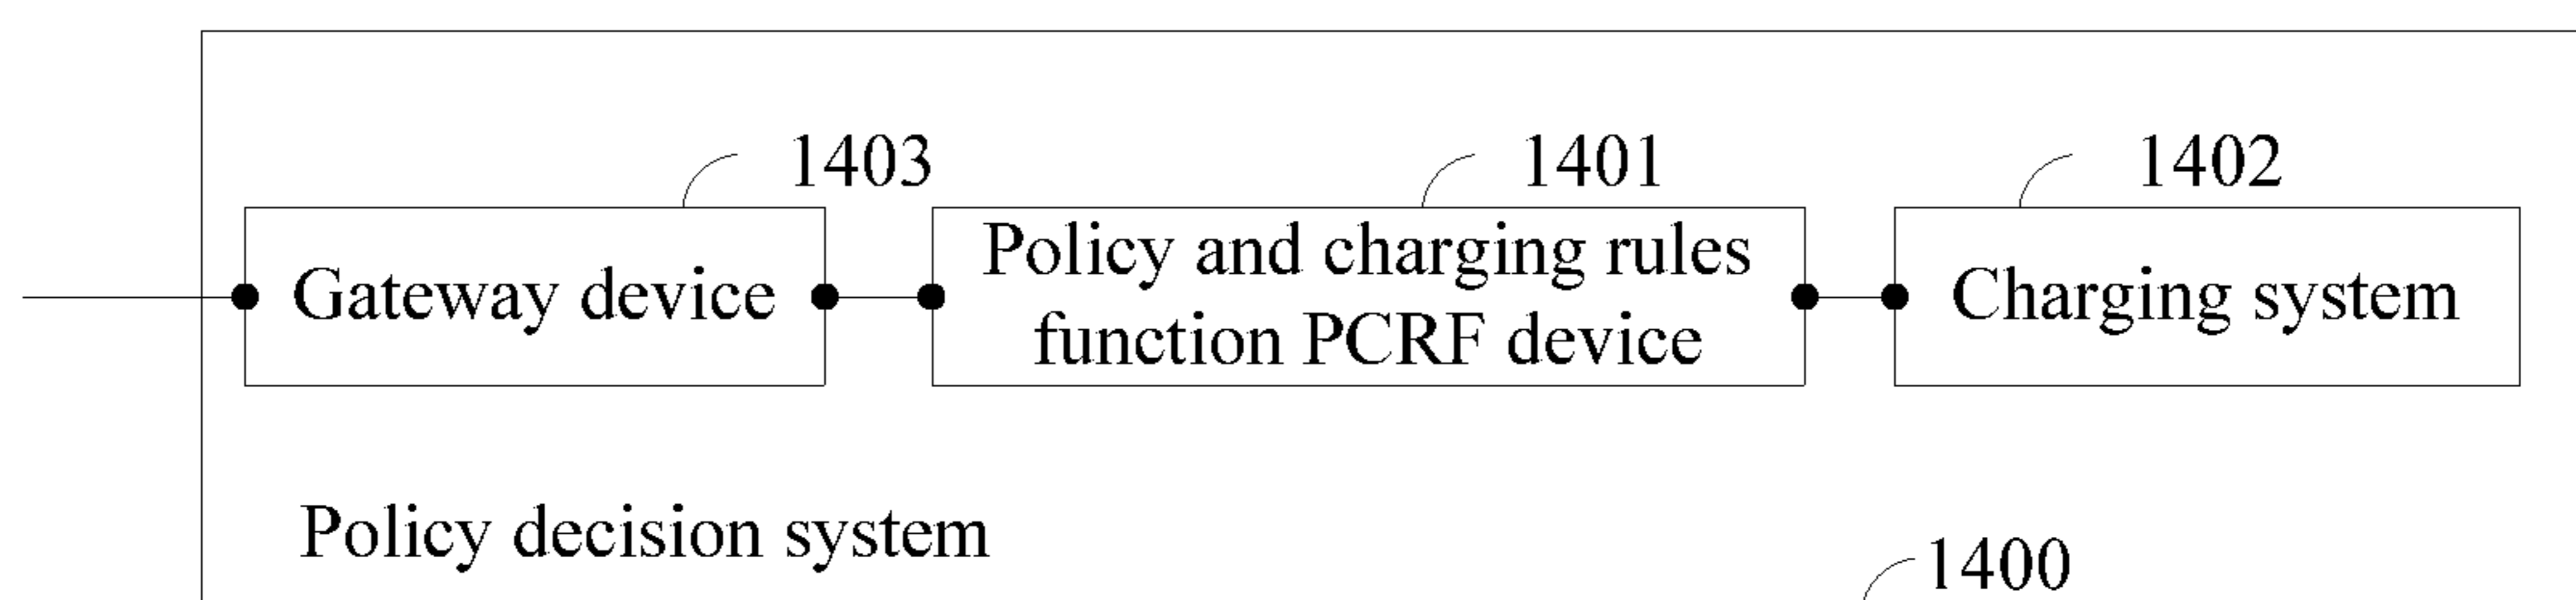 1403
1401
1402
Gateway device
Policy and charging rules
function PCRF device
Charging system
Policy decision system
1400